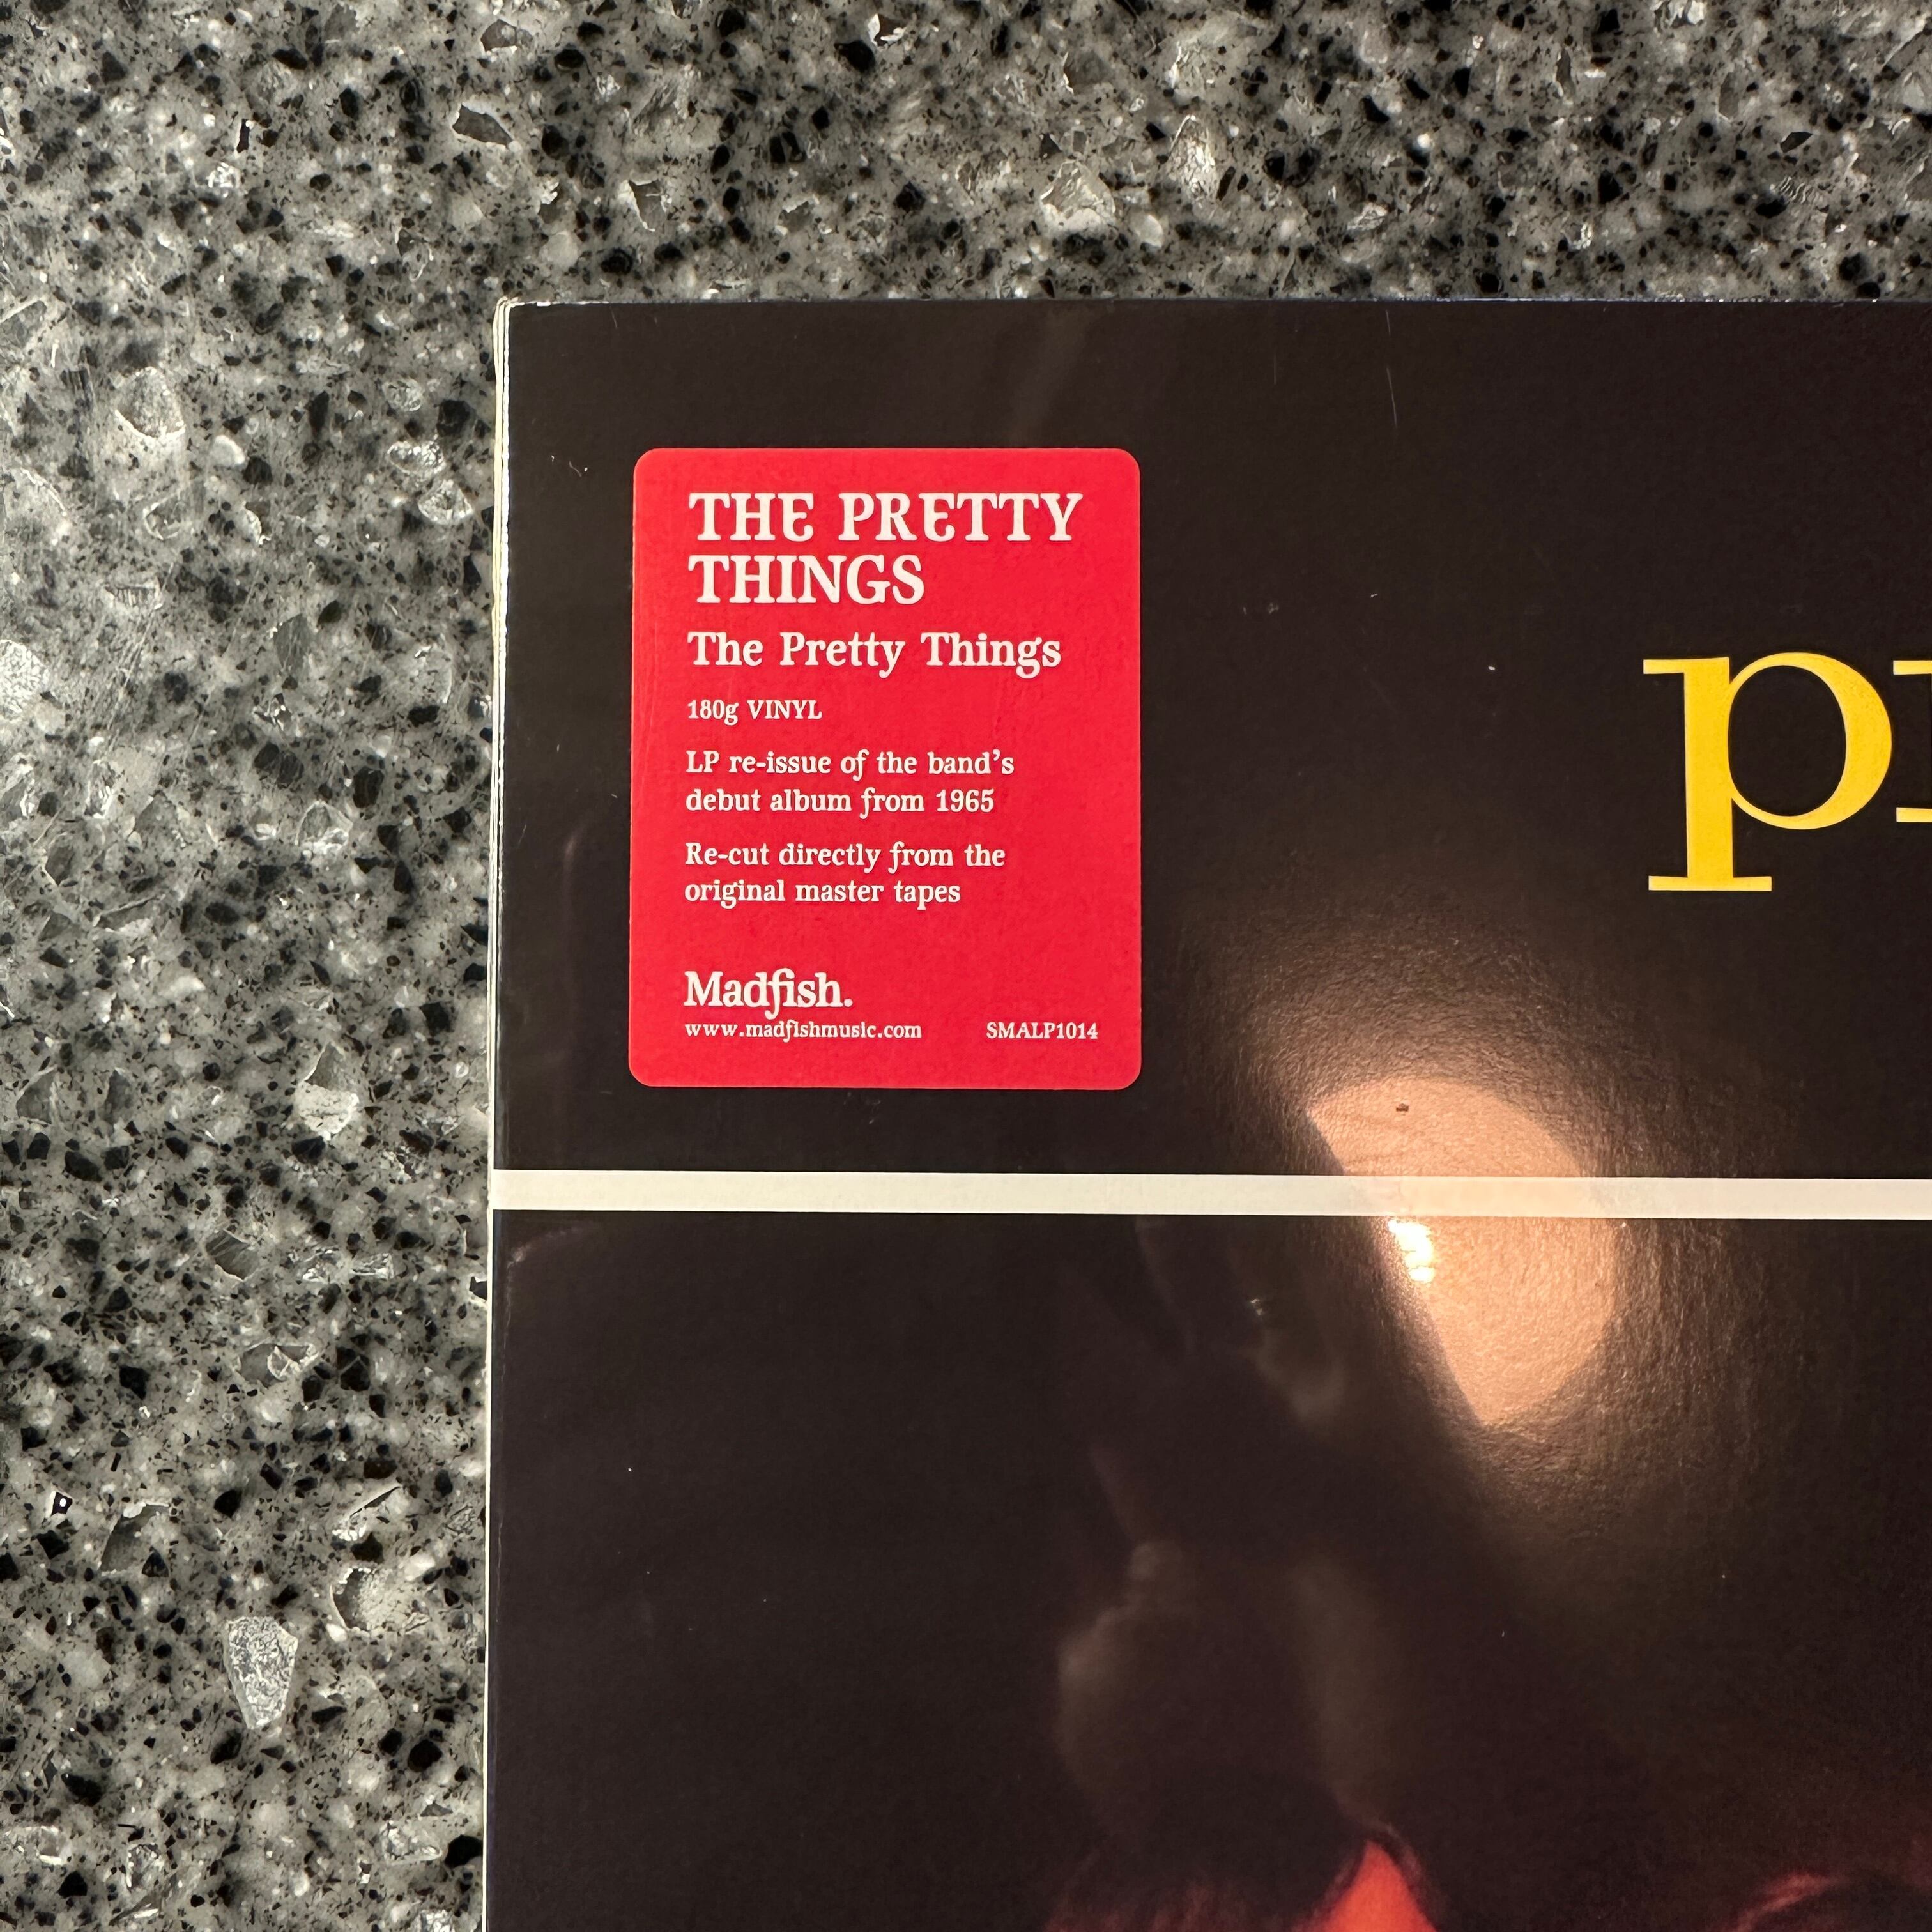 THE PRETTY
THINGS
The Pretty Things
180g VINYL
LP re-issue of the band's
debut album from 1965
Re-cut directly from the
original master tapes
Madfish.
www.madfishmusic.com SMALP1014